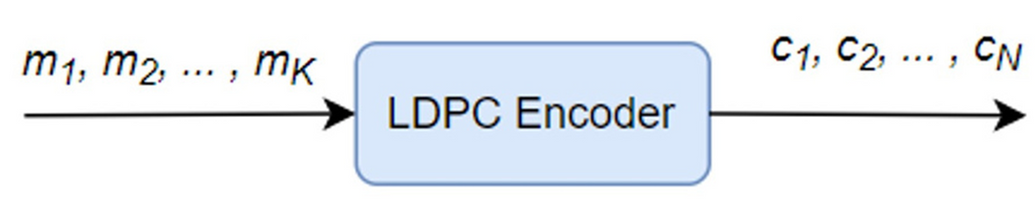 m1, m2, ... , mK
LDPC Encoder
c1, c2, ... , cN